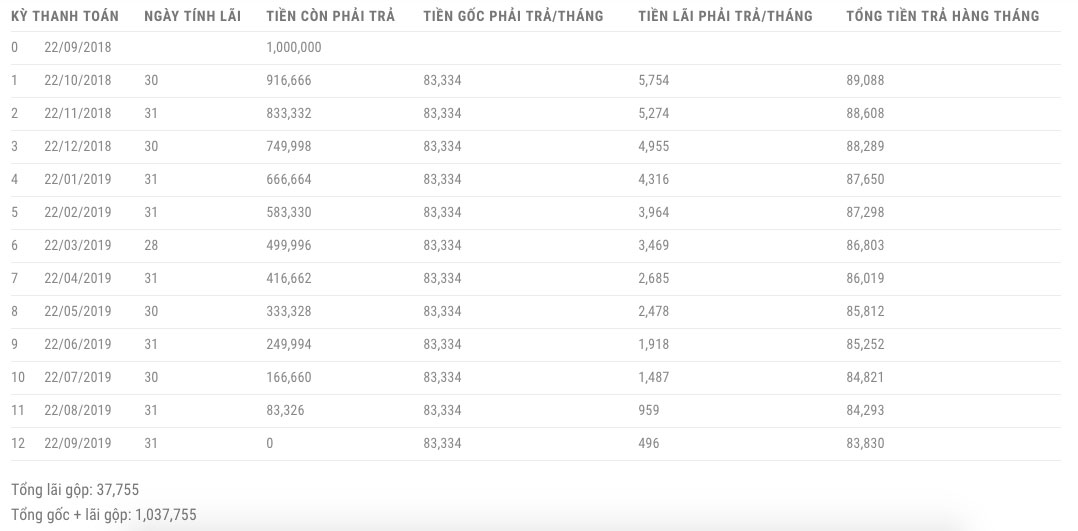 KỲ THANH TOÁN NGÀY TÍNH LÃI TIỀN CÒN PHẢI TRẢ TIỀN GỐC PHẢI TRẢ/THÁNG TIỀN LÃI PHẢI TRẢ/THÁNG TỔNG TIỀN TRẢ HÀNG THÁNG
0 22/09/2018 1,000,000
1 22/10/2018 30 916,666 83,334 5,754 89,088
2 22/11/2018 31 833,332 83,334 5,274 88,608
3 22/12/2018 30 749,998 83,334 4,955 88,289
4 22/01/2019 31 666,664 83,334 4,316 87,650
5 22/02/2019 31 583,330 83,334 3,964 87,298
6 22/03/2019 28 499,996 83,334 3,469 86,803
7 22/04/2019 31 416,662 83,334 2,685 86,019
8 22/05/2019 30 333,328 83,334 2,478 85,812
9 22/06/2019 31 249,994 83,334 1,918 85,252
10 22/07/2019 30 166,660 83,334 1,487 84,821
11 22/08/2019 31 83,326 83,334 959 84,293
12 22/09/2019 31 0 83,334 496 83,830
Tổng lãi gộp: 37,755
Tổng gốc + lãi gộp: 1,037,755